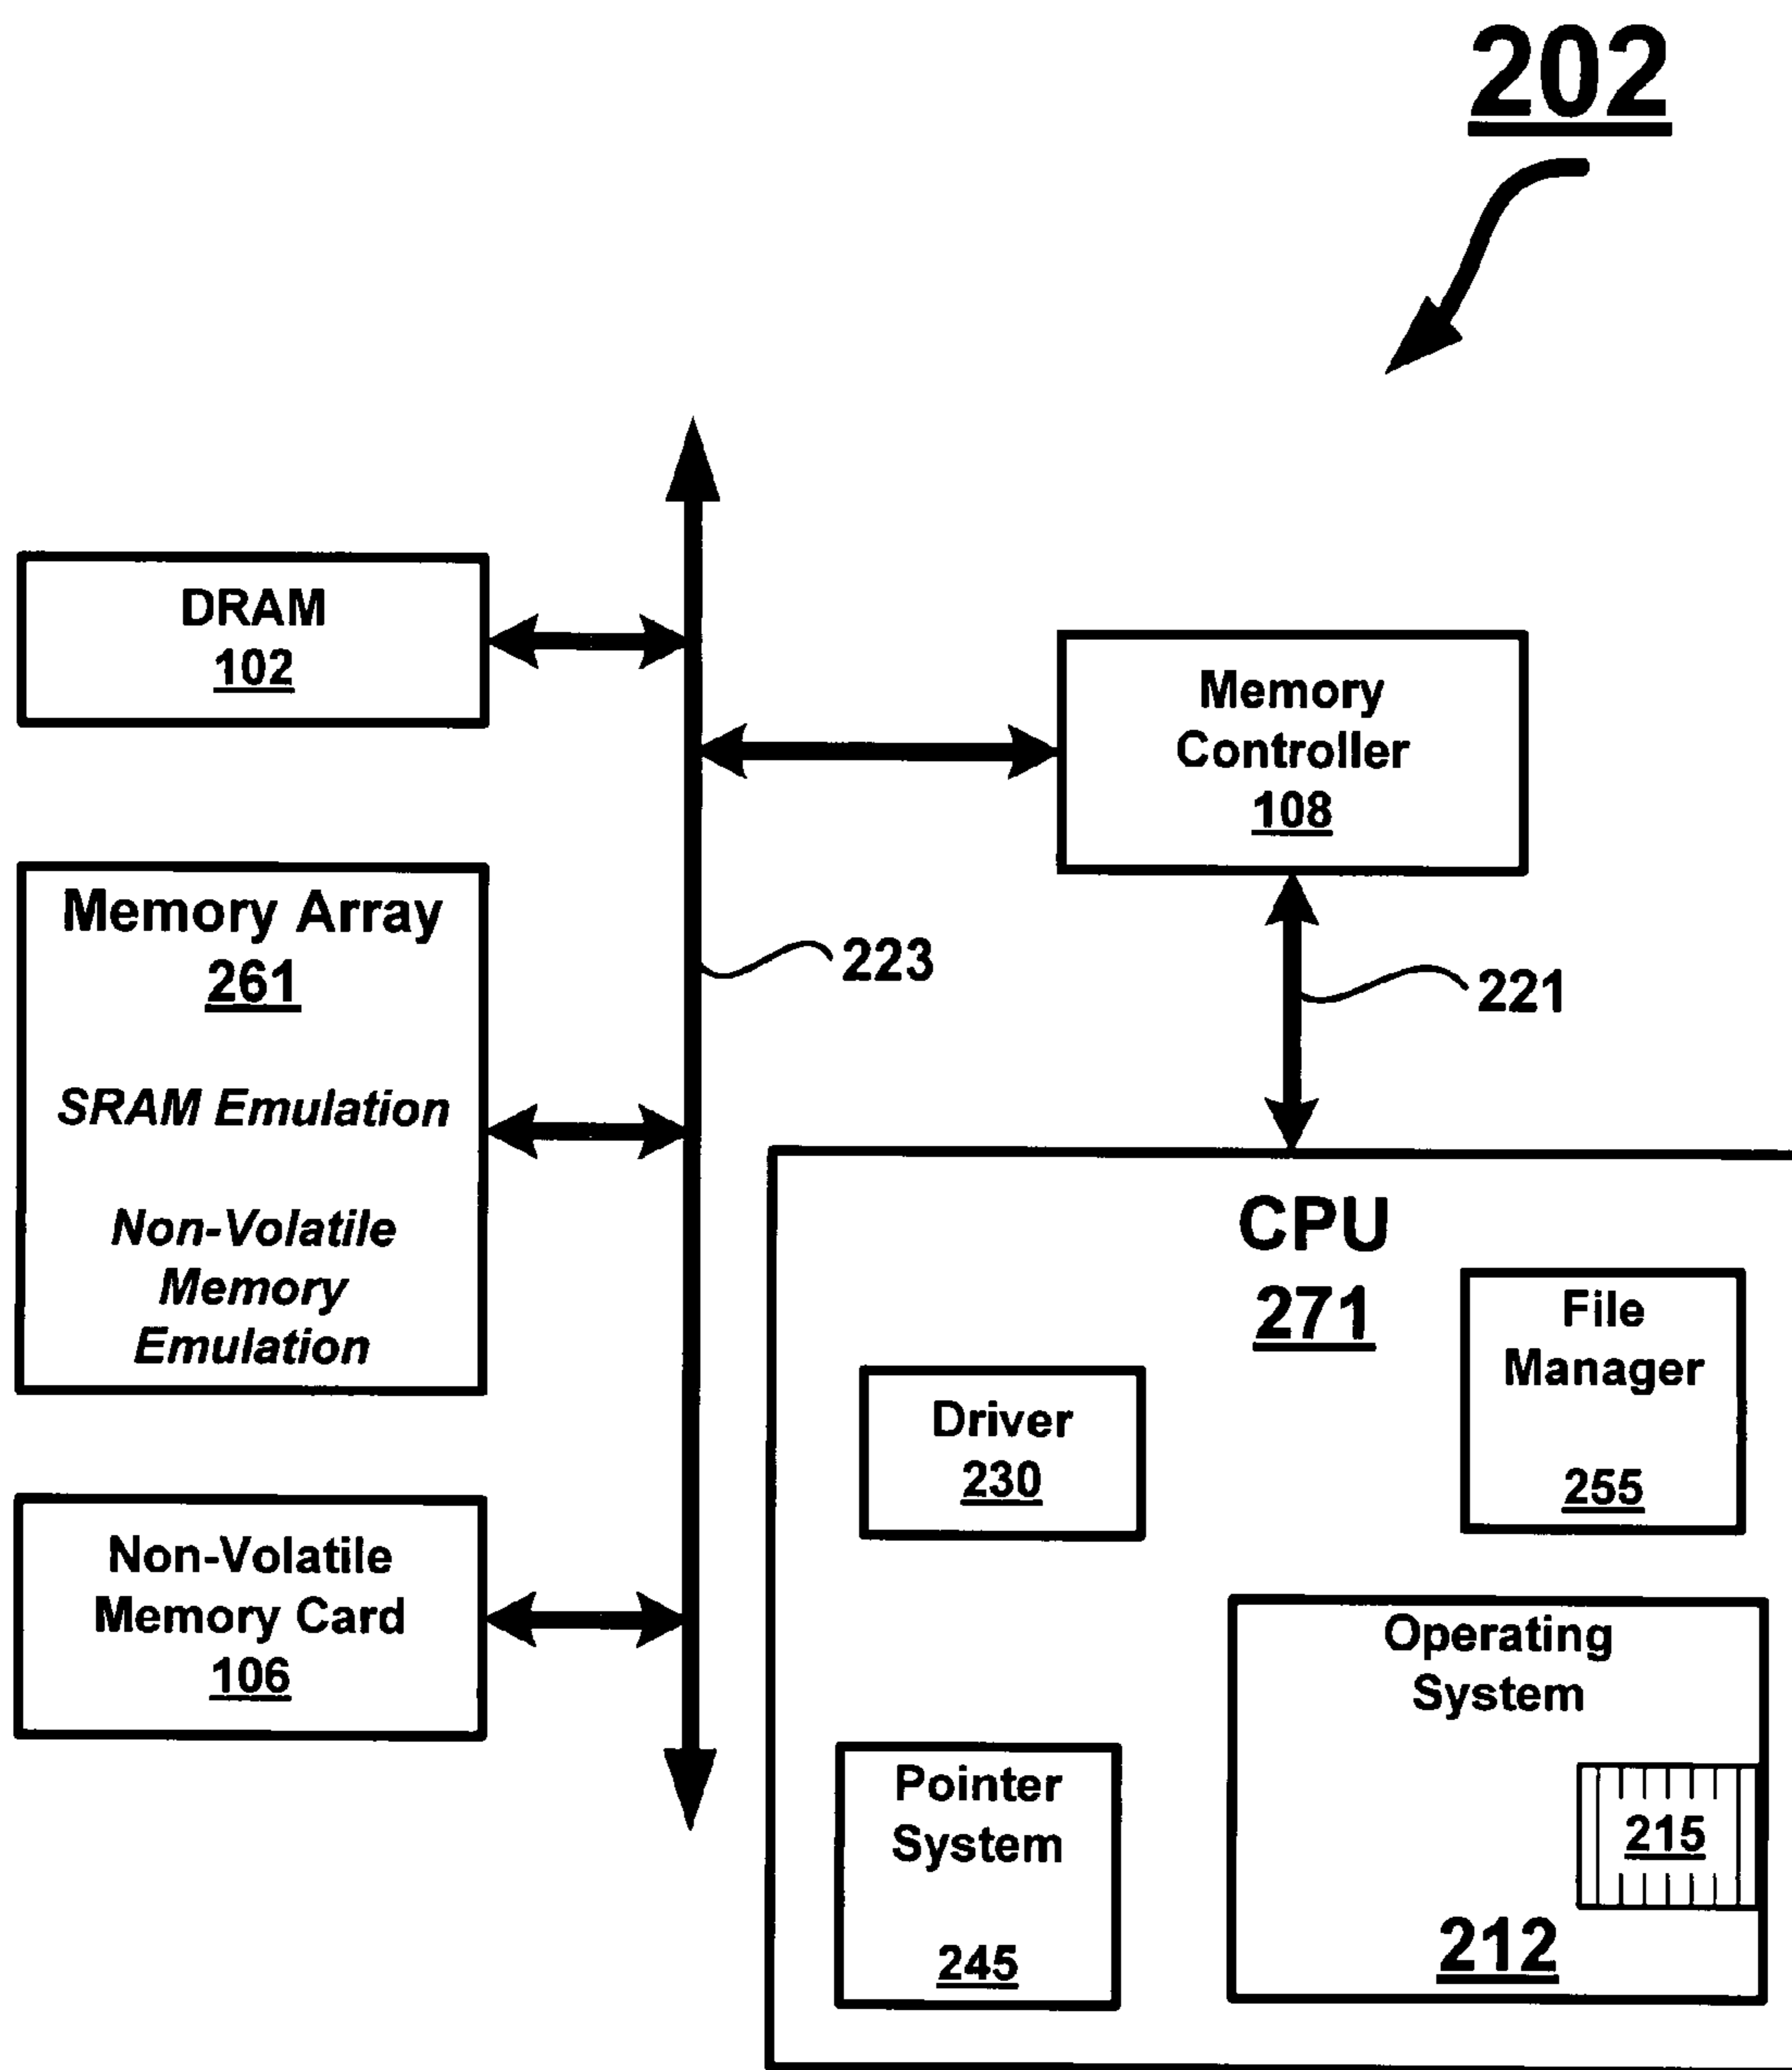 202
DRAM
102
Memory
Controller
108
Memory Array
261
SRAM Emulation
Non-Volatile
Memory
Emulation
223
221
Non-Volatile
Memory Card
106
CPU
271
File
Manager
255
Driver
230
Operating
System
215
212
Pointer
System
245